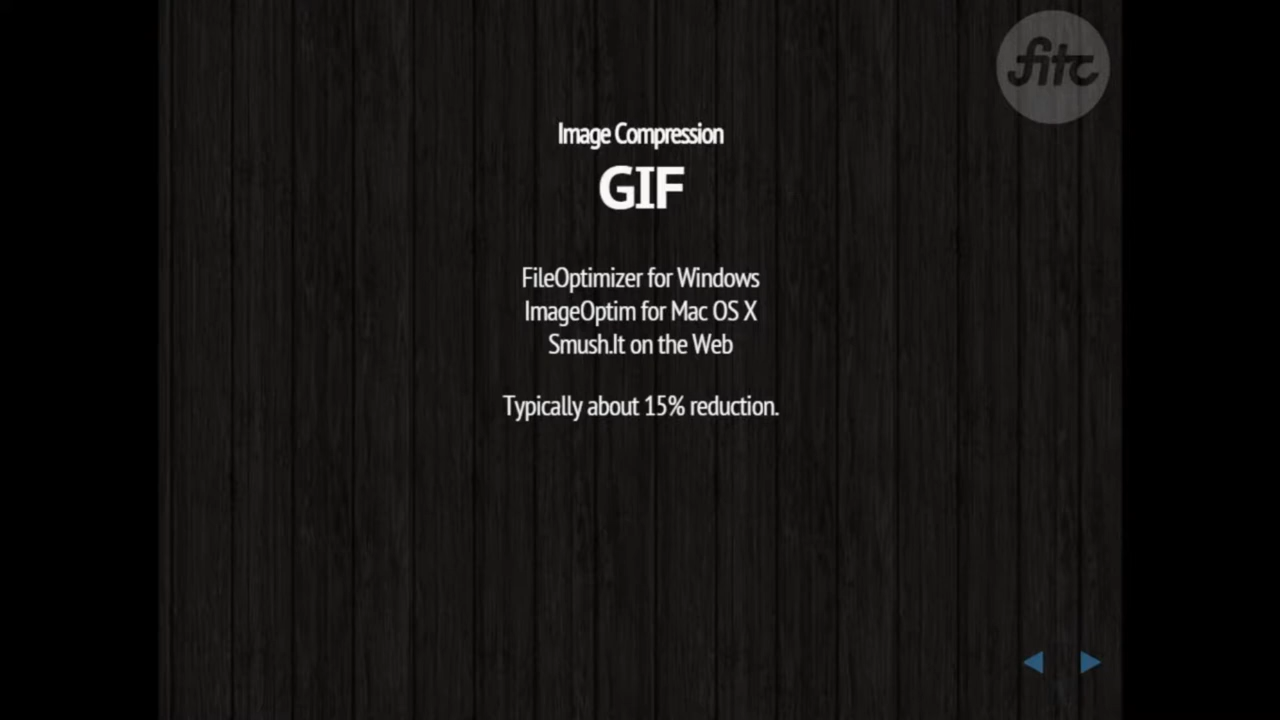 fitc
Image Compression
GIF
FileOptimizer for Windows
ImageOptim for Mac OS X
Smush.It on the Web
Typically about 15% reduction.